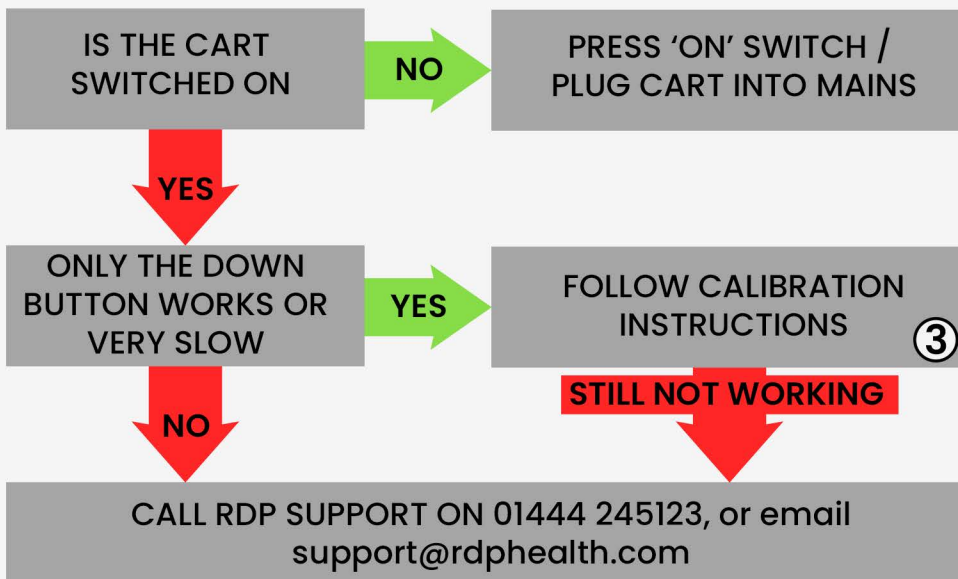 IS THE CART
SWITCHED ON
NO
PRESS ‘ON’ SWITCH /
PLUG CART INTO MAINS
YES
ONLY THE DOWN
BUTTON WORKS OR
VERY SLOW
YES
FOLLOW CALIBRATION
INSTRUCTIONS
3
NO
STILL NOT WORKING
CALL RDP SUPPORT ON 01444 245123, or email
support@rdphealth.com